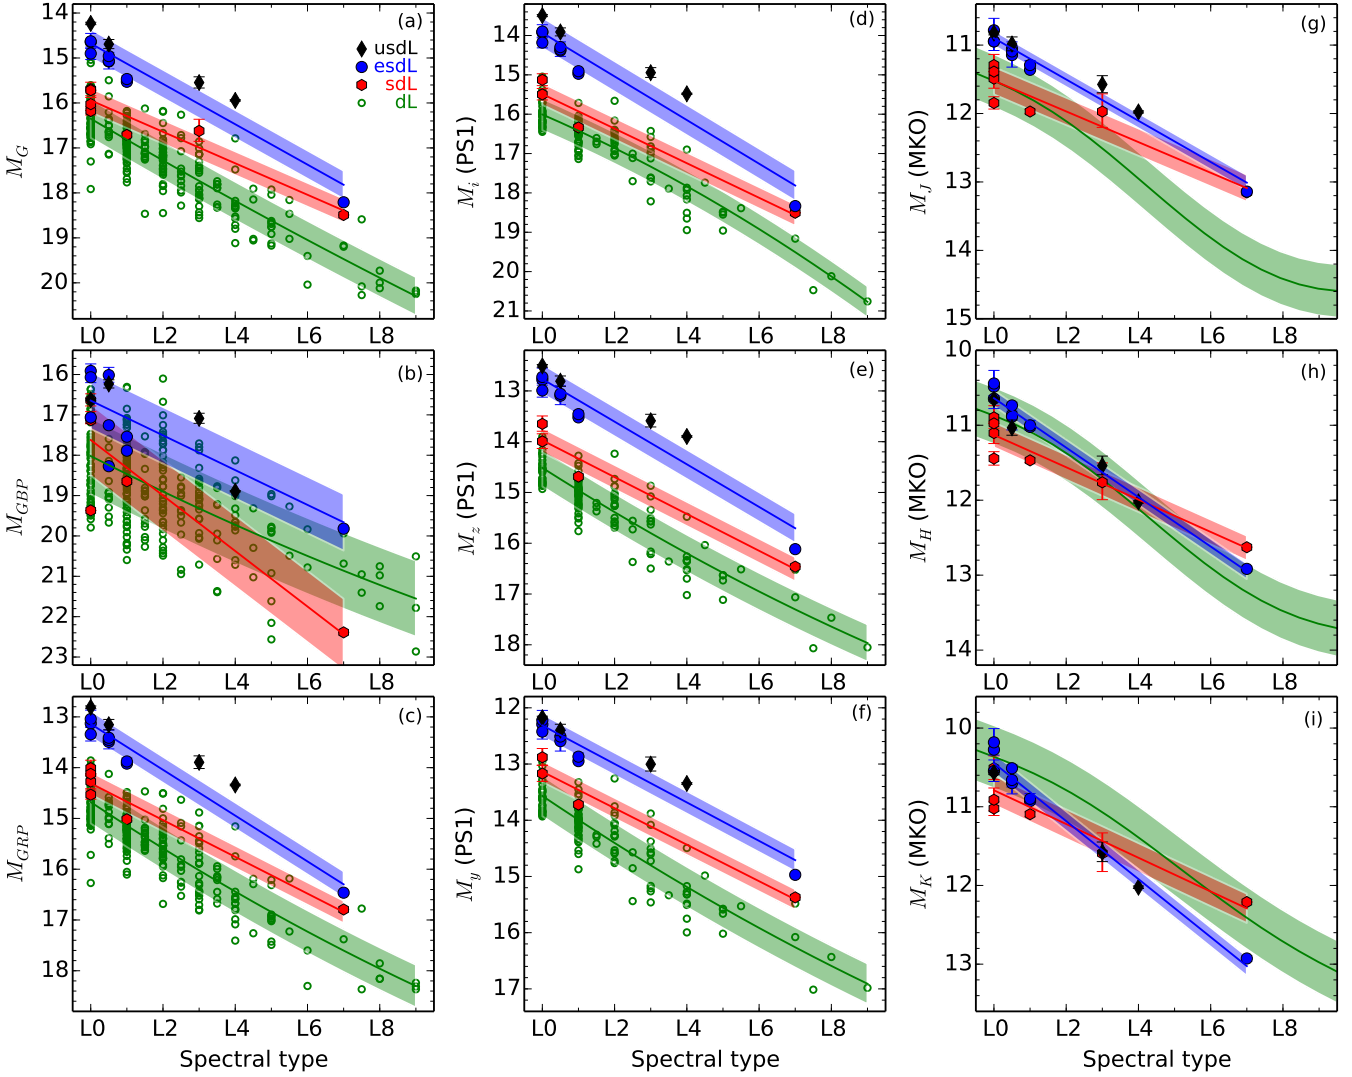 (a)
usdL
esdL
sdL
dL
14
15
16
17
18
19
20
M_G
L0 L2 L4 L6 L8
(d)
14
15
16
17
18
19
20
21
M_i (PS1)
L0 L2 L4 L6 L8
(g)
11
12
13
14
15
M_J (MKO)
L0 L2 L4 L6 L8
(b)
16
17
18
19
20
21
22
23
M_GBP
L0 L2 L4 L6 L8
(e)
13
14
15
16
17
18
M_z (PS1)
L0 L2 L4 L6 L8
(h)
10
11
12
13
14
M_H (MKO)
L0 L2 L4 L6 L8
(c)
13
14
15
16
17
18
M_GRP
L0 L2 L4 L6 L8
Spectral type
(f)
12
13
14
15
16
17
M_y (PS1)
L0 L2 L4 L6 L8
Spectral type
(i)
10
11
12
13
M_K (MKO)
L0 L2 L4 L6 L8
Spectral type